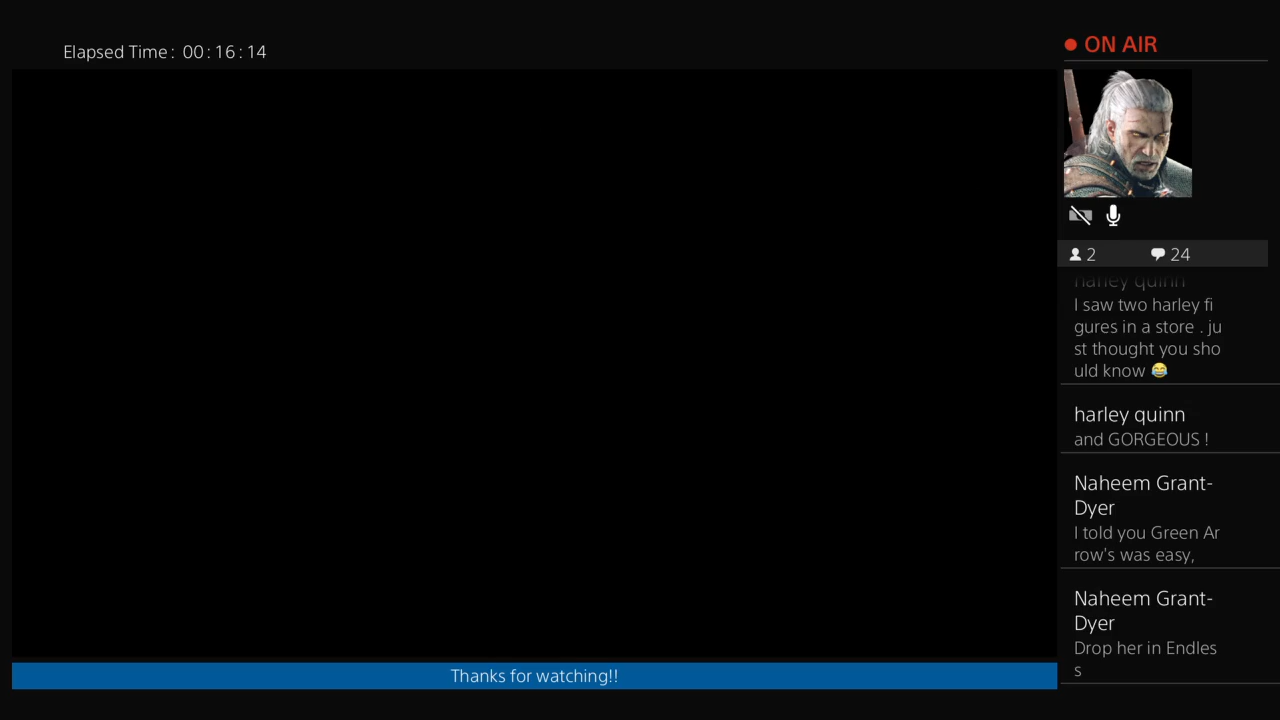 Elapsed Time: 00:16:14
ON AIR
2
24
harley quinn
I saw two harley fi
gures in a store . ju
st thought you sho
uld know 😂
harley quinn
and GORGEOUS !
Naheem Grant-
Dyer
I told you Green Ar
row's was easy,
Naheem Grant-
Dyer
Drop her in Endles
s
Thanks for watching!!